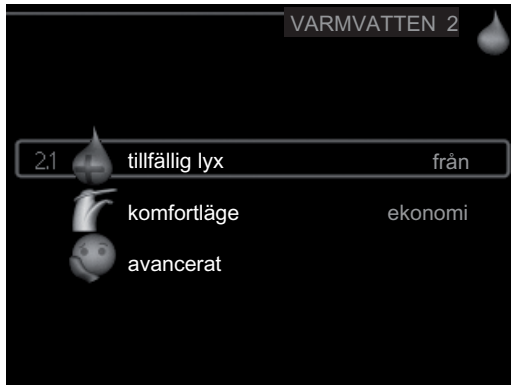 VARMVATTEN 2
2.1 tillfällig lyx från
komfortläge ekonomi
avancerat